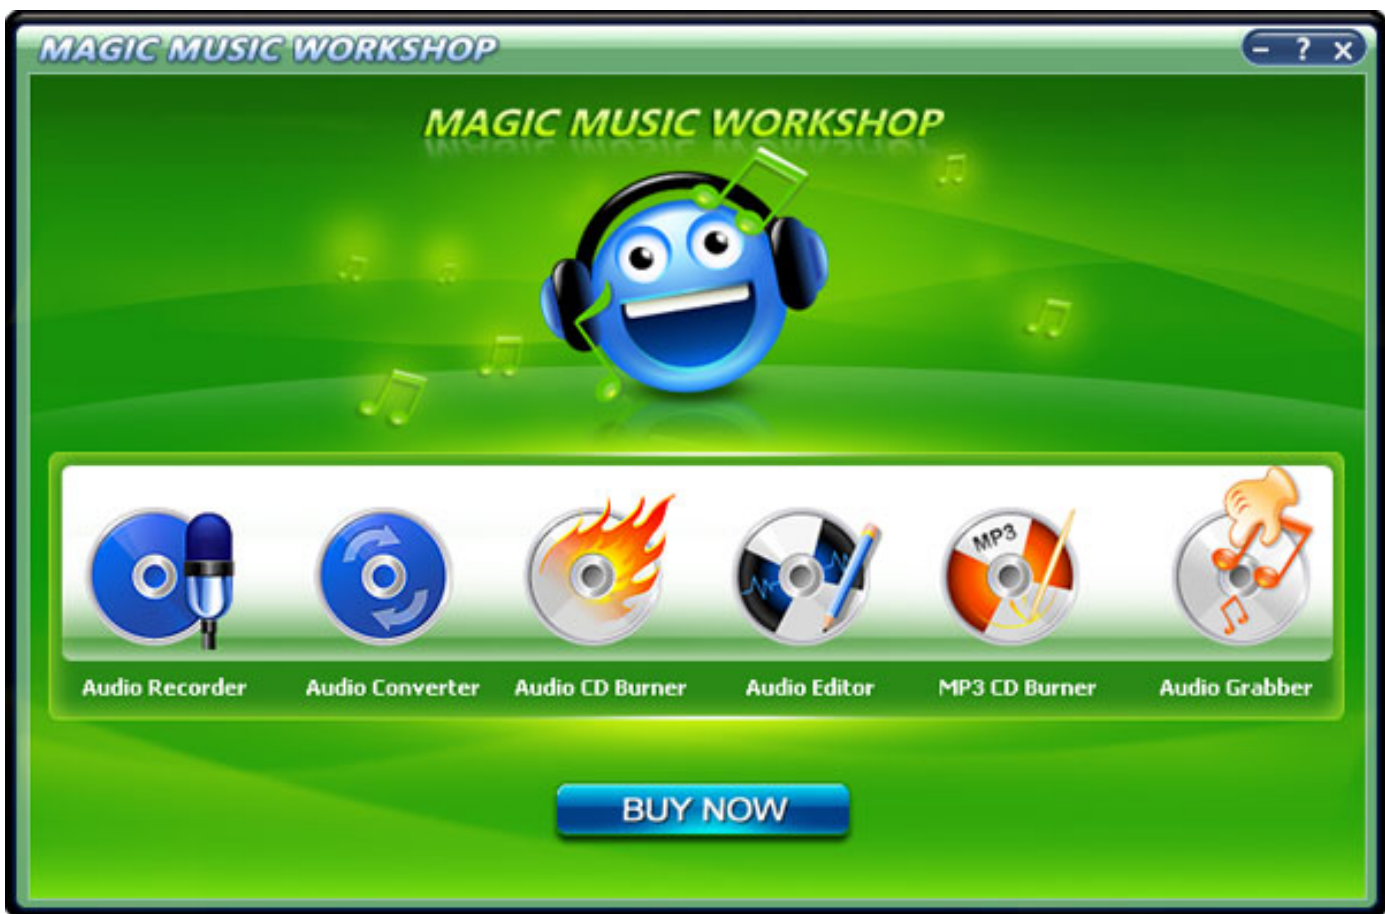 MAGIC MUSIC WORKSHOP
- ? x
MAGIC MUSIC WORKSHOP
MP3
Audio Recorder Audio Converter Audio CD Burner Audio Editor MP3 CD Burner Audio Grabber
BUY NOW